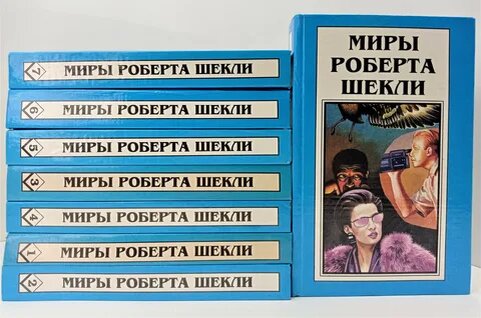 7 МИРЫ РОБЕРТА ШЕКЛИ
6 МИРЫ РОБЕРТА ШЕКЛИ
5 МИРЫ РОБЕРТА ШЕКЛИ
3 МИРЫ РОБЕРТА ШЕКЛИ
4 МИРЫ РОБЕРТА ШЕКЛИ
1 МИРЫ РОБЕРТА ШЕКЛИ
2 МИРЫ РОБЕРТА ШЕКЛИ
МИРЫ
РОБЕРТА
ШЕКЛИ